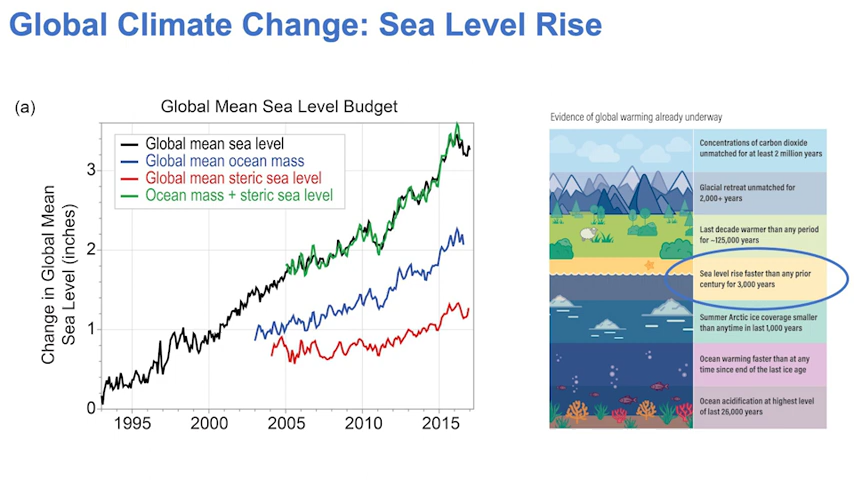 Global Climate Change: Sea Level Rise
(a)
Global Mean Sea Level Budget
Global mean sea level
Global mean ocean mass
Global mean steric sea level
Ocean mass + steric sea level
Change in Global Mean
Sea Level (inches)
3
2
1
0
1995
2000
2005
2010
2015
Evidence of global warming already underway
Concentrations of carbon dioxide
unmatched for at least 2 million years
Glacial retreat unmatched for
2,000+ years
Last decade warmer than any period
for ~125,000 years
Sea level rise faster than any prior
century for 3,000 years
Summer Arctic ice coverage smaller
than anytime in last 1,000 years
Ocean warming faster than at any
time since end of the last ice age
Ocean acidification at highest level
of last 26,000 years